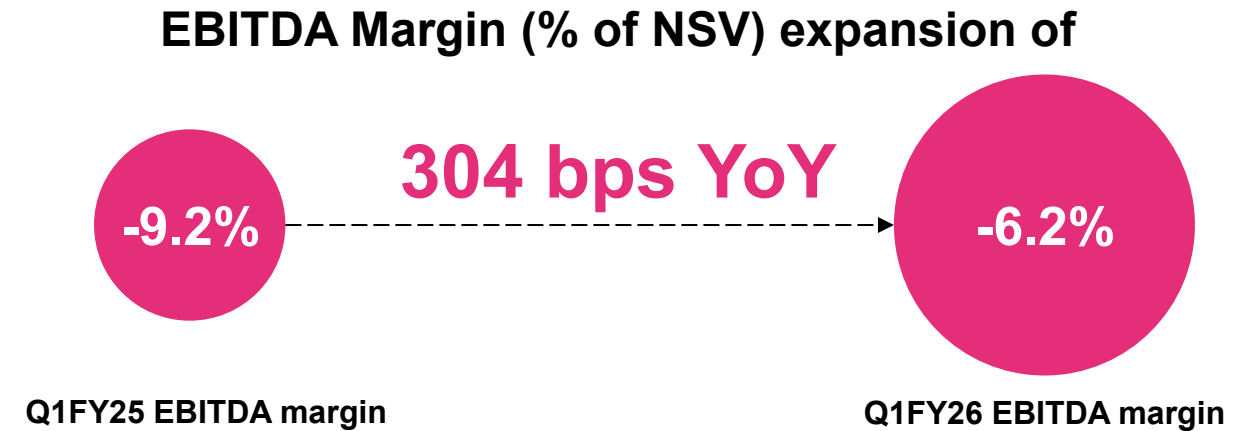 EBITDA Margin (% of NSV) expansion of
304 bps YoY
-9.2%
-6.2%
Q1FY25 EBITDA margin
Q1FY26 EBITDA margin